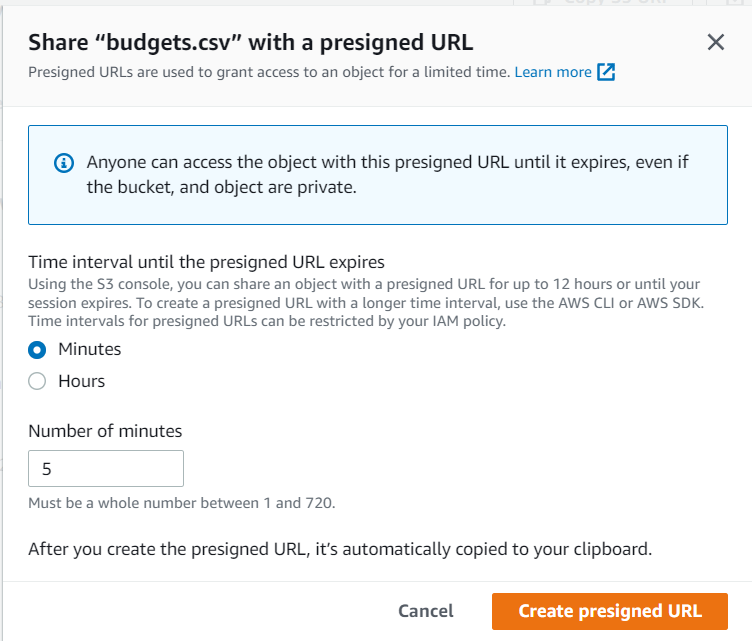 Share “budgets.csv” with a presigned URL
Presigned URLs are used to grant access to an object for a limited time. Learn more
Anyone can access the object with this presigned URL until it expires, even if
the bucket, and object are private.
Time interval until the presigned URL expires
Using the S3 console, you can share an object with a presigned URL for up to 12 hours or until your
session expires. To create a presigned URL with a longer time interval, use the AWS CLI or AWS SDK.
Time intervals for presigned URLs can be restricted by your IAM policy.
Minutes
Hours
Number of minutes
5
Must be a whole number between 1 and 720.
After you create the presigned URL, it’s automatically copied to your clipboard.
Cancel
Create presigned URL